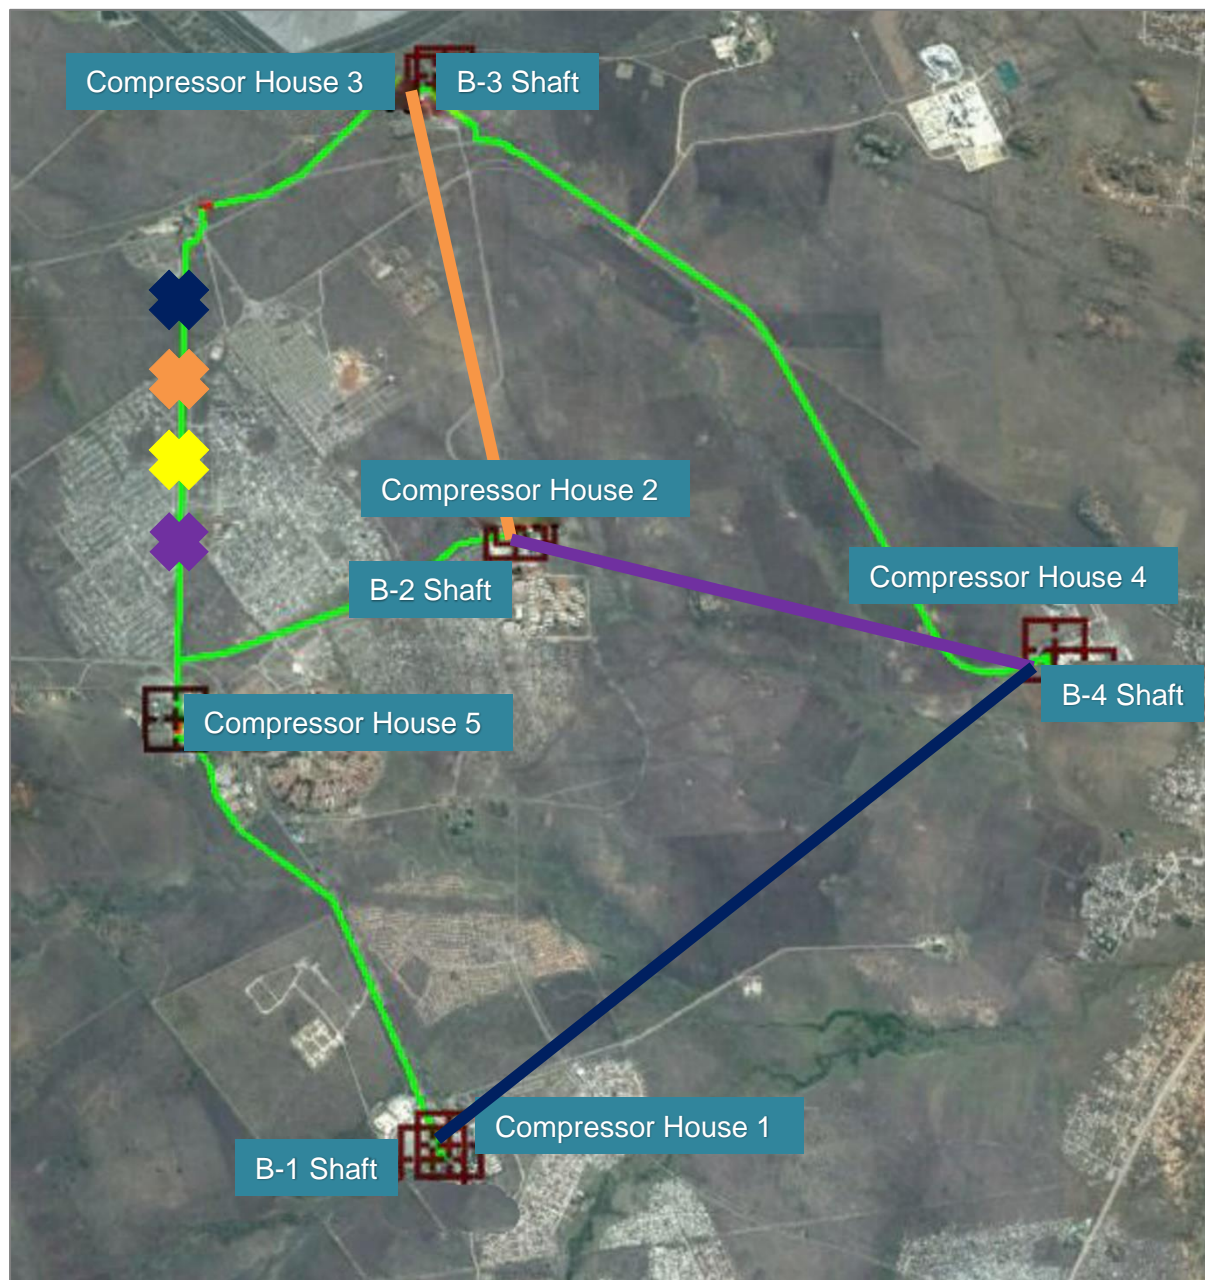 Compressor House 3
B-3 Shaft
Compressor House 2
B-2 Shaft
Compressor House 4
B-4 Shaft
Compressor House 5
Compressor House 1
B-1 Shaft